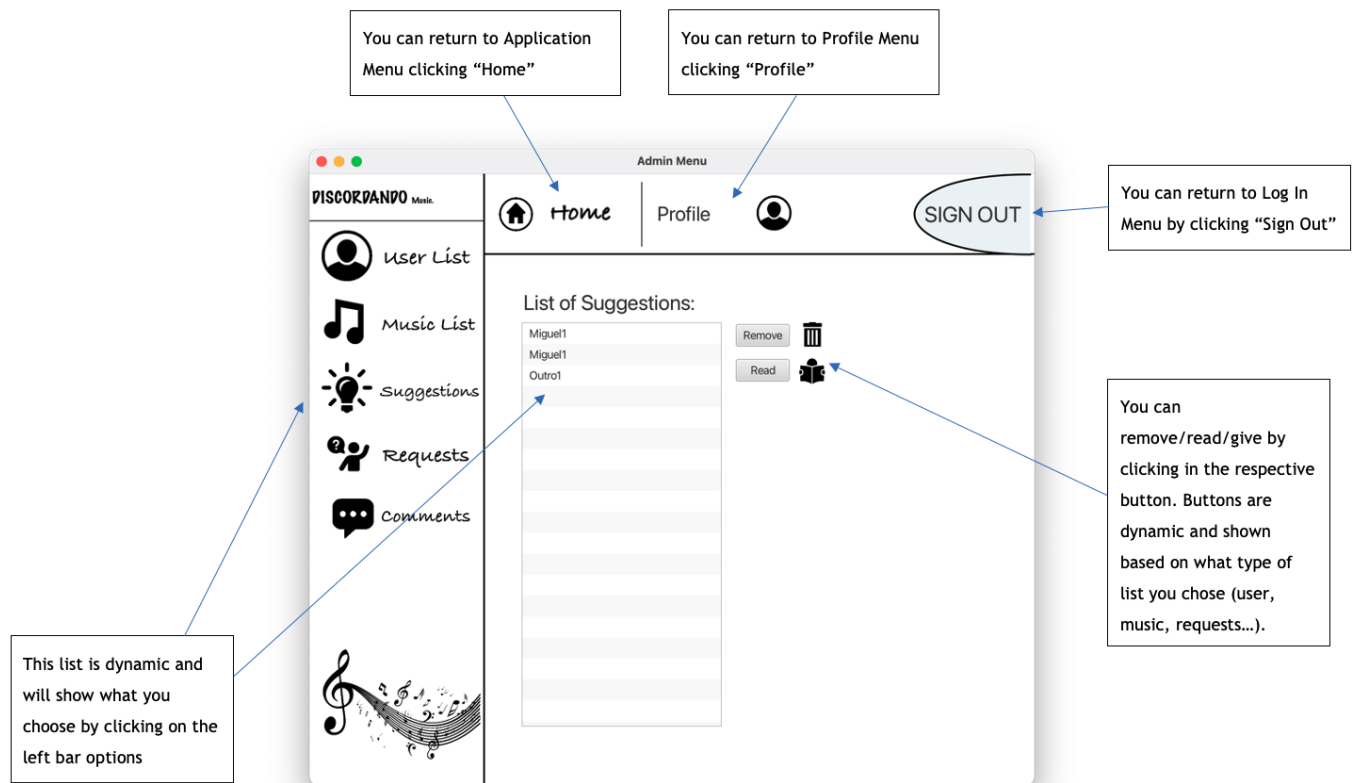 You can return to Application
Menu clicking “Home”
You can return to Profile Menu
clicking “Profile”
Admin Menu
DISCORDANDO Music.
Home
Profile
SIGN OUT
You can return to Log In
Menu by clicking “Sign Out”
User List
Music List
Suggestions
Requests
Comments
List of Suggestions:
Miguel1
Miguel1
Outro1
Remove
Read
You can
remove/read/give by
clicking in the respective
button. Buttons are
dynamic and shown
based on what type of
list you chose (user,
music, requests…).
This list is dynamic and
will show what you
choose by clicking on the
left bar options